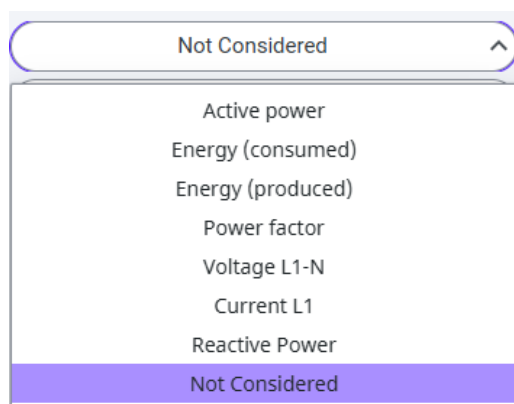 Not Considered
Active power
Energy (consumed)
Energy (produced)
Power factor
Voltage L1-N
Current L1
Reactive Power
Not Considered